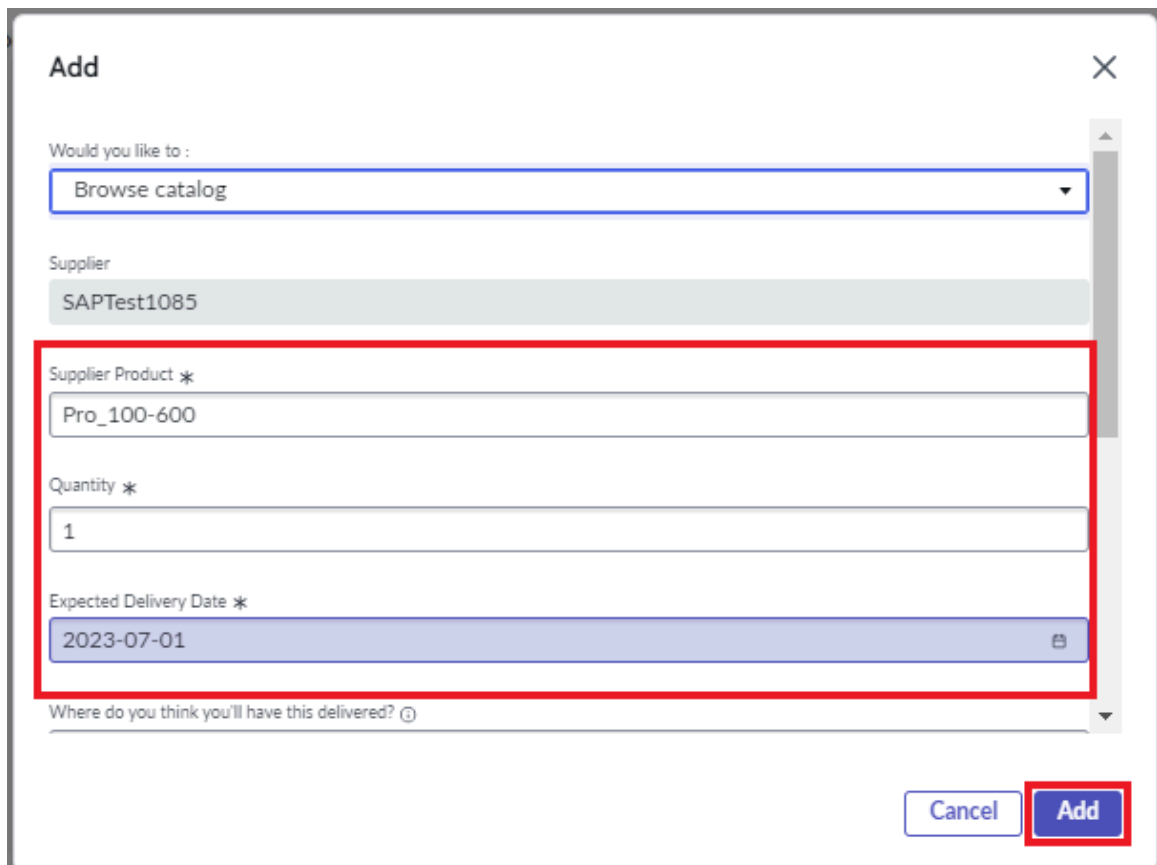 Add
Would you like to :
Browse catalog
Supplier
SAPTest1085
Supplier Product *
Pro_100-600
Quantity *
1
Expected Delivery Date *
2023-07-01
Where do you think you'll have this delivered?
Cancel
Add